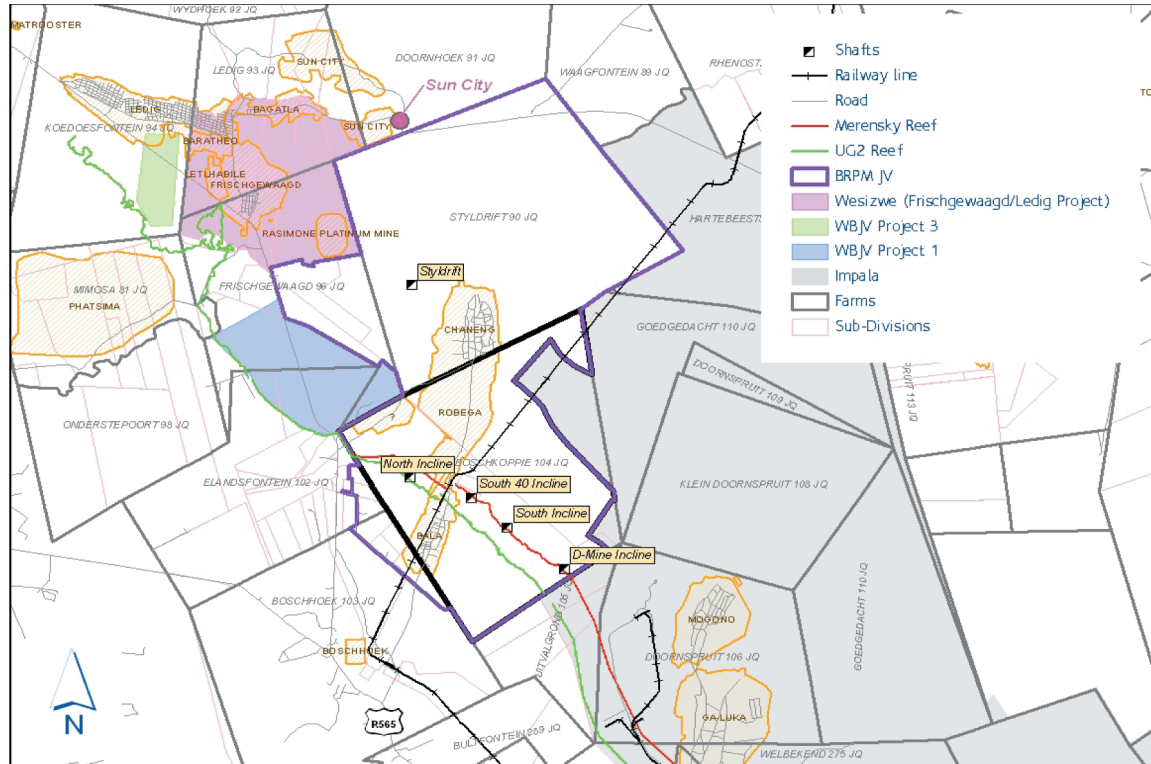 MATROOSTER
WYDHOEK 92 JQ
LEDIG 93 JQ
SUN CITY
DOORNHOEK 91 JQ
WAAGFONTEIN 89 JQ
Sun City
LEDIG
BAGATLA
SUN CITY
KOEDOESFONTEIN 94 JQ
BARATHEO
LETLHABILE
FRISCHGEWAAGD
STYLDRIFT 90 JQ
RASIMONE PLATINUM MINE
Styldrift
FRISCHGEWAAGD 96 JQ
MIMOSA 81 JQ
PHATSIMA
CHANENG
GOEDGEDACHT 110 JQ
DOORNSPRUIT 109 JQ
?
ROBEGA
ONDERSTEPOORT 98 JQ
North Incline
BOSCHKOPPIE 104 JQ
ELANDSFONTEIN 102 JQ
South 40 Incline
KLEIN DOORNSPRUIT 108 JQ
South Incline
BALA
D-Mine Incline
BOSCHHOEK 103 JQ
UITVALGROND 105 JQ
MOGONO
GOEDGEDACHT 110 JQ
BOSCHHOEK
DOORNSPRUIT 106 JQ
N
R565
GA-LUKA
BULTFONTEIN 259 JQ
WELBEKEND 275 JQ
Shafts
Railway line
Road
Merensky Reef
UG2 Reef
BRPM JV
Wesizwe (Frischgewaagd/Ledig Project)
WBJV Project 3
WBJV Project 1
Impala
Farms
Sub-Divisions